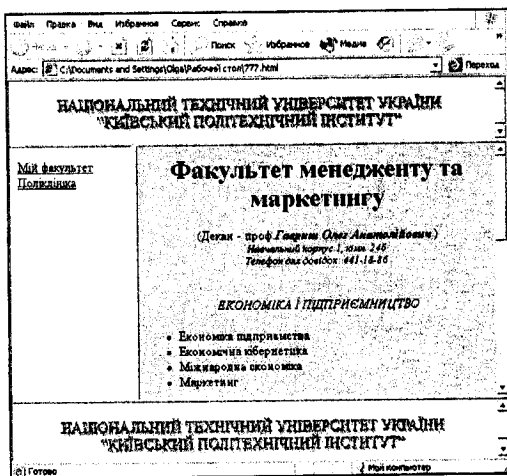 Файл Правка Вид Избранное Сервис Справка
Поиск Избранное Медиа
Адрес: C:\Documents and Settings\Olga\Рабочий стол\777.html Переход
НАЦІОНАЛЬНИЙ ТЕХНІЧНИЙ УНІВЕРСИТЕТ УКРАЇНИ
"КИЇВСЬКИЙ ПОЛІТЕХНІЧНИЙ ІНСТИТУТ"
Мій факультет
Поліклініка
Факультет менеджменту та
маркетингу
(Декан - проф. Гавриш Олег Анатолійович)
Навчальний корпус 1, кімн. 246
Телефон для довідок: 441-18-86
ЕКОНОМІКА І ПІДПРИЄМНИЦТВО
• Економіка підприємства
• Економічна кібернетика
• Міжнародна економіка
• Маркетинг
НАЦІОНАЛЬНИЙ ТЕХНІЧНИЙ УНІВЕРСИТЕТ УКРАЇНИ
"КИЇВСЬКИЙ ПОЛІТЕХНІЧНИЙ ІНСТИТУТ"
Готово Мой компьютер